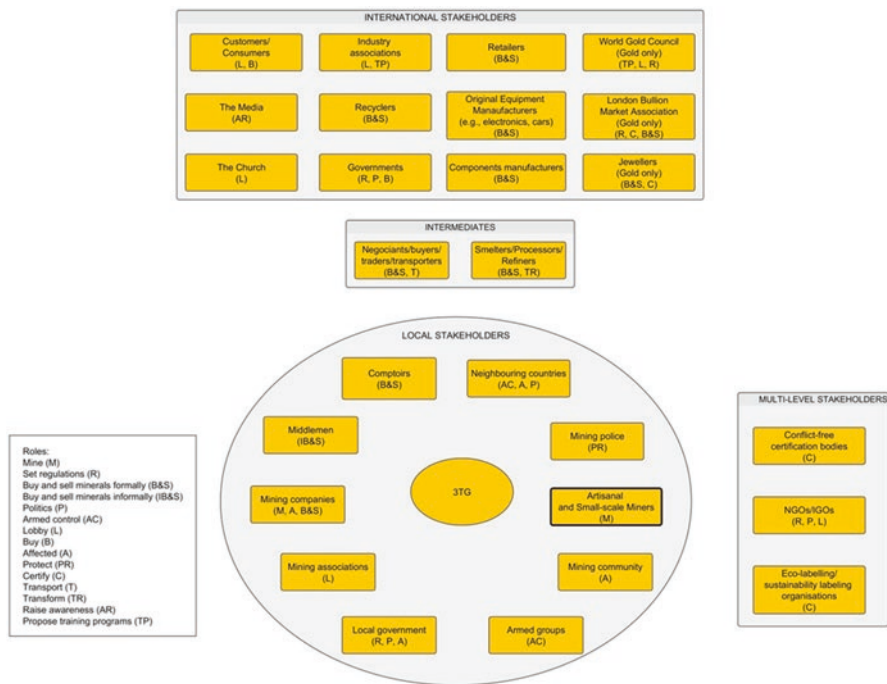 INTERNATIONAL STAKEHOLDERS
Customers/
Consumers
(L, B)
Industry
associations
(L, TP)
Retailers
(B&S)
World Gold Council
(Gold only)
(TP, L, R)
The Media
(AR)
Recyclers
(B&S)
Original Equipment
Manaufacturers
(e.g., electronics, cars)
(B&S)
London Bullion
Market Association
(Gold only)
(R, C, B&S)
The Church
(L)
Governments
(R, P, B)
Components manufacturers
(B&S)
Jewellers
(Gold only)
(B&S, C)
INTERMEDIATES
Negociants/buyers/
traders/transporters
(B&S, T)
Smelters/Processors/
Refiners
(B&S, TR)
LOCAL STAKEHOLDERS
Comptoirs
(B&S)
Neighbouring countries
(AC, A, P)
Middlemen
(IB&S)
Mining police
(PR)
Mining companies
(M, A, B&S)
3TG
Artisanal
and Small-scale Miners
(M)
Mining associations
(L)
Mining community
(A)
Local government
(R, P, A)
Armed groups
(AC)
MULTI-LEVEL STAKEHOLDERS
Conflict-free
certification bodies
(C)
NGOs/IGOs
(R, P, L)
Eco-labelling/
sustainability labeling
organisations
(C)
Roles:
Mine (M)
Set regulations (R)
Buy and sell minerals formally (B&S)
Buy and sell minerals informally (IB&S)
Politics (P)
Armed control (AC)
Lobby (L)
Buy (B)
Affected (A)
Protect (PR)
Certify (C)
Transport (T)
Transform (TR)
Raise awareness (AR)
Propose training programs (TP)